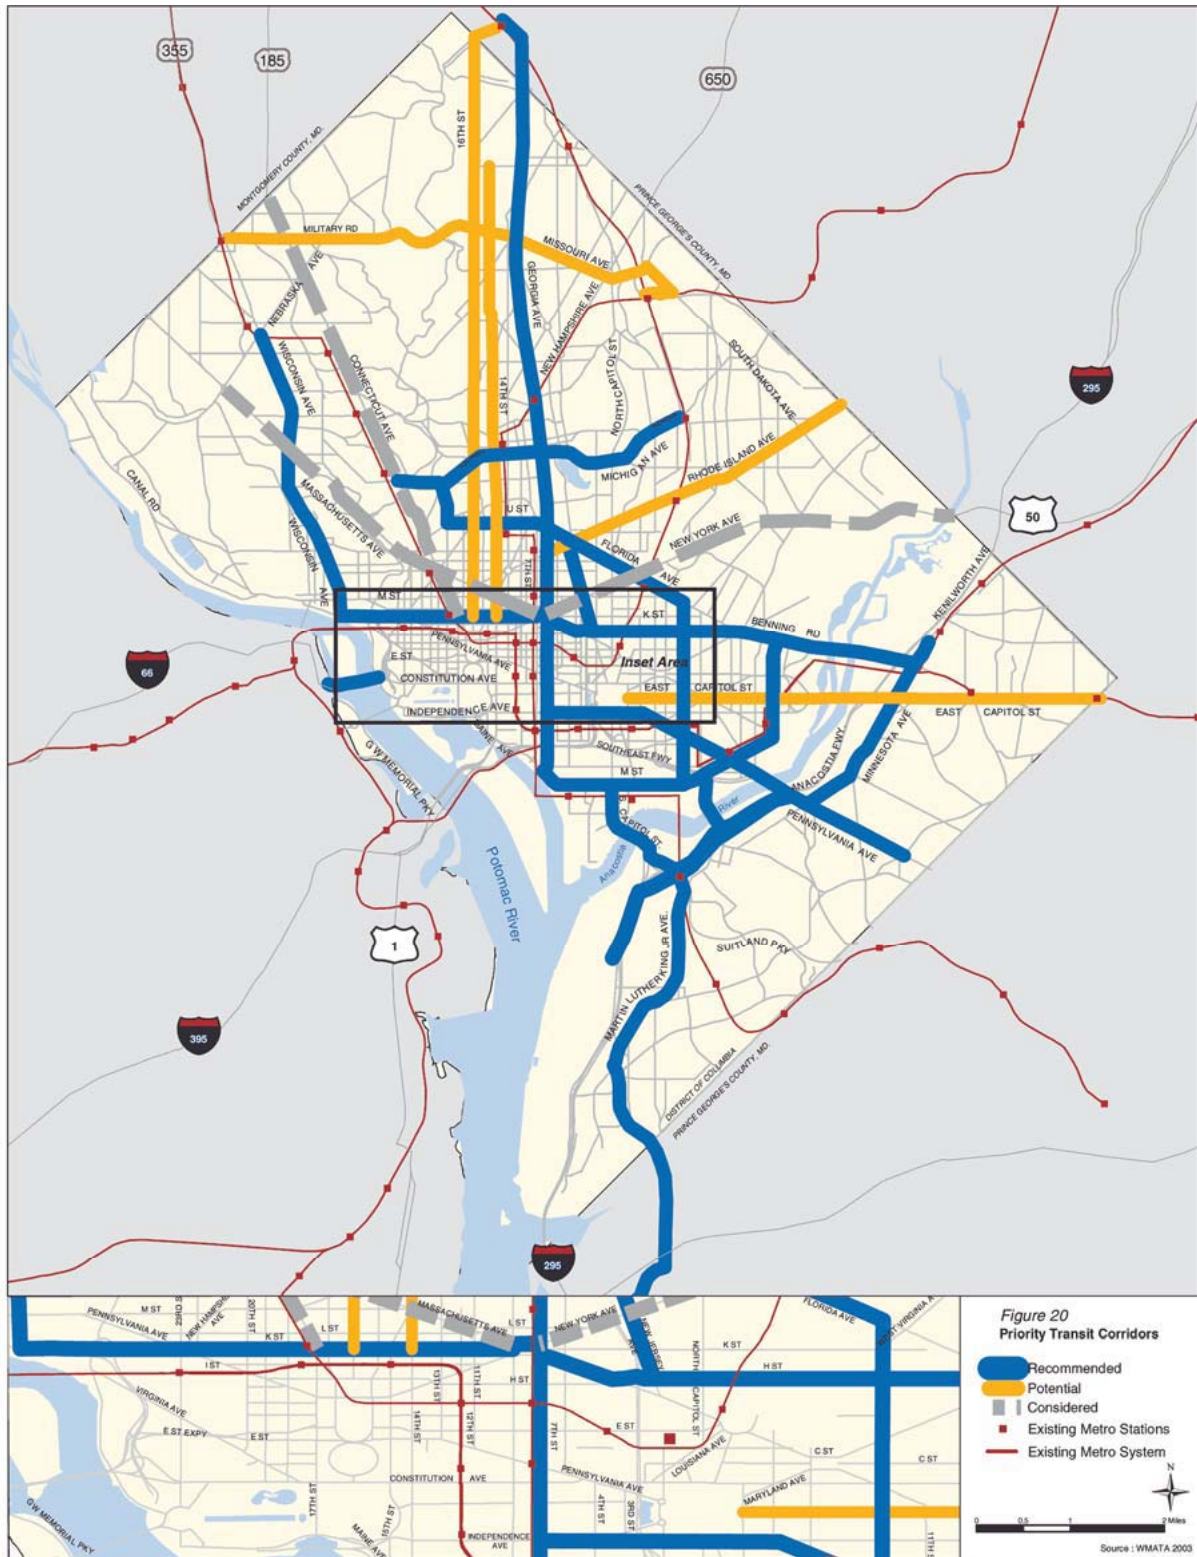 355
185
650
MONTGOMERY COUNTY, MD.
16TH ST
PRINCE GEORGE'S COUNTY, MD.
MILITARY RD
MISSOURI AVE
NEBRASKA AVE
GEORGIA AVE
NEW HAMPSHIRE AVE
WISCONSIN AVE
CONNECTICUT AVE
14TH ST
NORTH CAPITOL ST
SOUTH DAKOTA AVE
295
MICHIGAN AVE
RHODE ISLAND AVE
CANAL RD
MASSACHUSETTS AVE
U ST
50
NEW YORK AVE
WISCONSIN AVE
7TH ST
FLORIDA AVE
KENILWORTH AVE
M ST
K ST
BENNING RD
PENNSYLVANIA AVE
E ST
Inset Area
66
CONSTITUTION AVE
EAST CAPITOL ST
INDEPENDENCE AVE
EAST CAPITOL ST
MAINE AVE
SOUTHEAST FWY
G W MEMORIAL PKY
M ST
ANACOSTIA FWY
MINNESOTA AVE
S. CAPITOL ST.
River
PENNSYLVANIA AVE
Anacostia
Potomac River
1
SUITLAND PKY
MARTIN LUTHER KING JR AVE.
395
DISTRICT OF COLUMBIA
PRINCE GEORGE'S COUNTY, MD.
295
M ST
PENNSYLVANIA AVE
23RD S
NEW HAMPSHIRE AVE
20TH ST
L ST
K ST
MASSACHUSETTS AVE
L ST
NEW YORK AVE
NEW JERSEY AVE
FLORIDA AVE
WEST VIRGINIA A
K ST
NORTH CAPITOL ST
H ST
I ST
13TH ST
11TH ST
H ST
VIRGINIA AVE
E ST EXPY
E ST
14TH ST
12TH ST
7TH ST
E ST
LOUISIANA AVE
C ST
C ST
CONSTITUTION AVE
PENNSYLVANIA AVE
17TH ST
15TH ST
4TH ST
3RD ST
MARYLAND AVE
GW MEMORIAL PKY
MAINE AVE
INDEPENDENCE AVE
11TH ST
Figure 20
Priority Transit Corridors
Recommended
Potential
Considered
Existing Metro Stations
Existing Metro System
N
0 0.5 1 2 Miles
Source : WMATA 2003